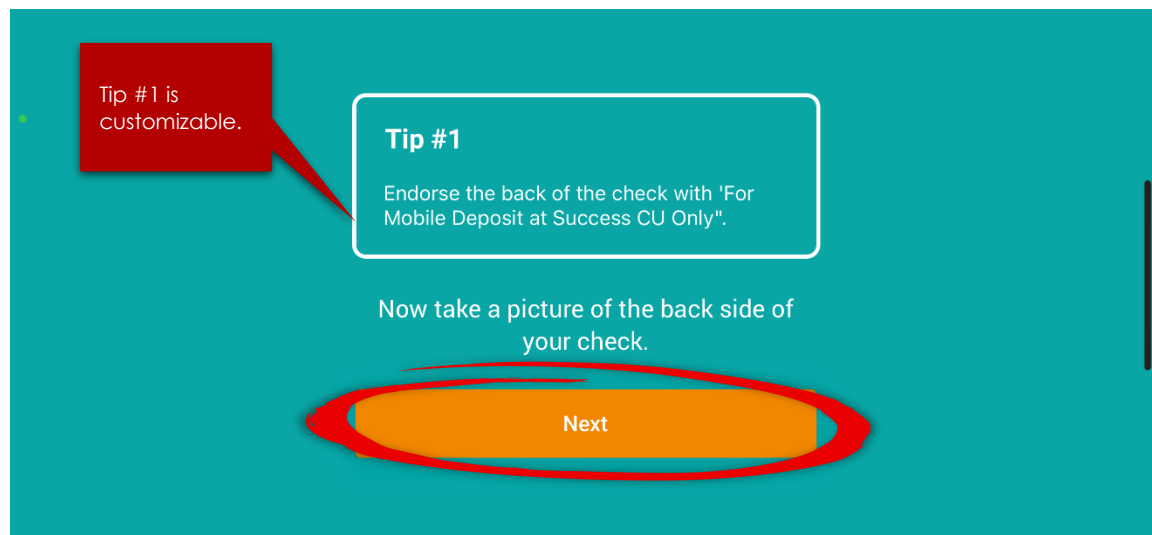 Tip #1 is
customizable.
Tip #1
Endorse the back of the check with 'For
Mobile Deposit at Success CU Only".
Now take a picture of the back side of
your check.
Next